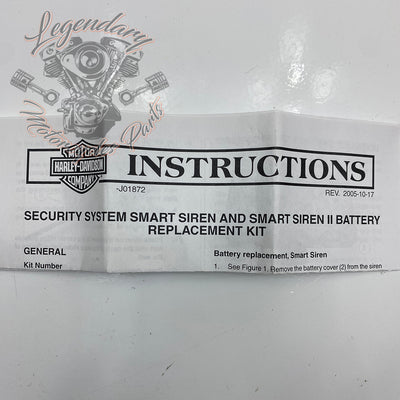 Legendary
Motorcycles Parts
MOTOR
HARLEY-DAVIDSON
COMPANY
INSTRUCTIONS
-J01872
REV. 2005-10-17
SECURITY SYSTEM SMART SIREN AND SMART SIREN II BATTERY
REPLACEMENT KIT
GENERAL
Kit Number
Battery replacement, Smart Siren
1. See Figure 1. Remove the battery cover (2) from the siren